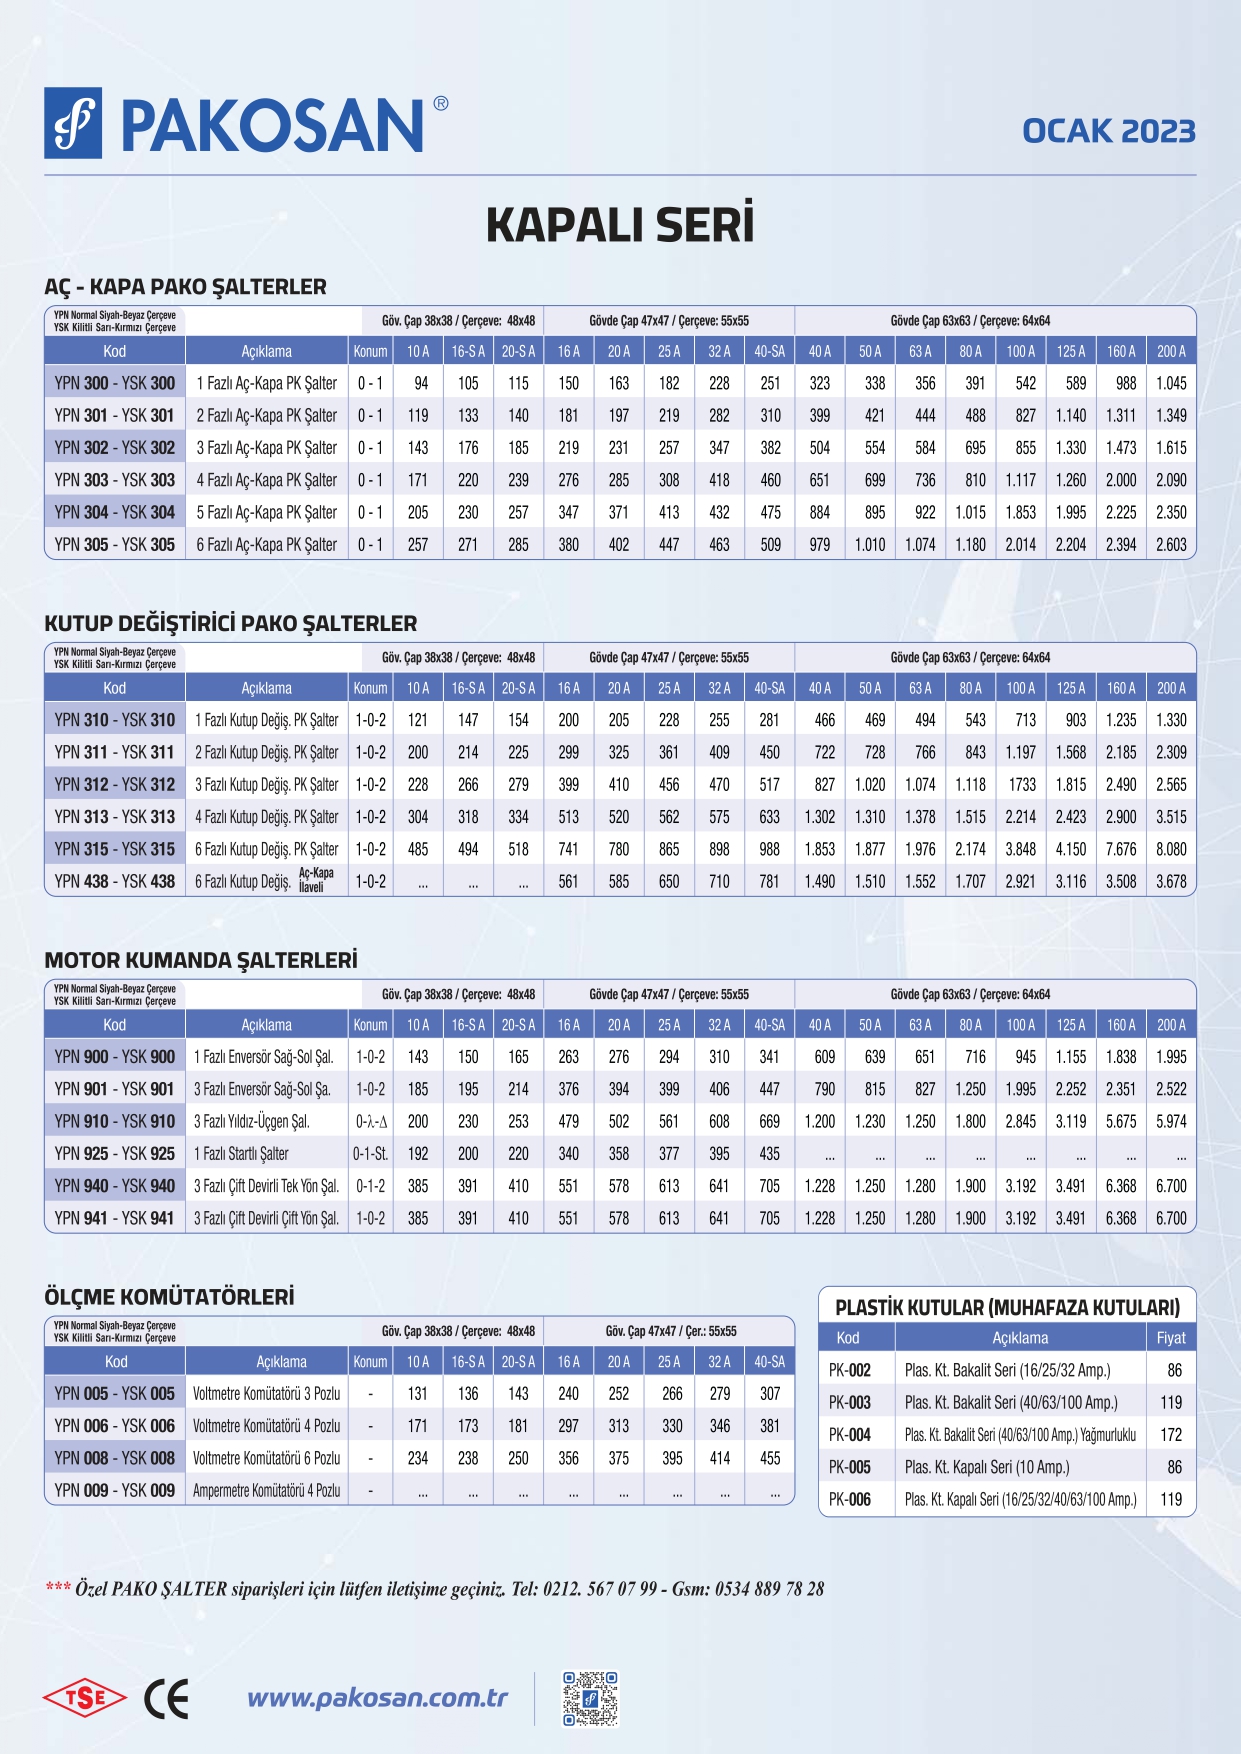 PAKOSAN ®
OCAK 2023
KAPALI SERİ
AÇ - KAPA PAKO ŞALTERLER
YPN Normal Siyah-Beyaz Çerçeve
YSK Kilitli Sarı-Kırmızı Çerçeve
Göv. Çap 38x38 / Çerçeve: 48x48 Gövde Çap 47x47 / Çerçeve: 55x55 Gövde Çap 63x63 / Çerçeve: 64x64
Kod Açıklama Konum 10 A 16-S A 20-S A 16 A 20 A 25 A 32 A 40-SA 40 A 50 A 63 A 80 A 100 A 125 A 160 A 200 A
YPN 300 - YSK 300 1 Fazlı Aç-Kapa PK Şalter 0 - 1 94 105 115 150 163 182 228 251 323 338 356 391 542 589 988 1.045
YPN 301 - YSK 301 2 Fazlı Aç-Kapa PK Şalter 0 - 1 119 133 140 181 197 219 282 310 399 421 444 488 827 1.140 1.311 1.349
YPN 302 - YSK 302 3 Fazlı Aç-Kapa PK Şalter 0 - 1 143 176 185 219 231 257 347 382 504 554 584 695 855 1.330 1.473 1.615
YPN 303 - YSK 303 4 Fazlı Aç-Kapa PK Şalter 0 - 1 171 220 239 276 285 308 418 460 651 699 736 810 1.117 1.260 2.000 2.090
YPN 304 - YSK 304 5 Fazlı Aç-Kapa PK Şalter 0 - 1 205 230 257 347 371 413 432 475 884 895 922 1.015 1.853 1.995 2.225 2.350
YPN 305 - YSK 305 6 Fazlı Aç-Kapa PK Şalter 0 - 1 257 271 285 380 402 447 463 509 979 1.010 1.074 1.180 2.014 2.204 2.394 2.603
KUTUP DEĞİŞTİRİCİ PAKO ŞALTERLER
YPN Normal Siyah-Beyaz Çerçeve
YSK Kilitli Sarı-Kırmızı Çerçeve
Göv. Çap 38x38 / Çerçeve: 48x48 Gövde Çap 47x47 / Çerçeve: 55x55 Gövde Çap 63x63 / Çerçeve: 64x64
Kod Açıklama Konum 10 A 16-S A 20-S A 16 A 20 A 25 A 32 A 40-SA 40 A 50 A 63 A 80 A 100 A 125 A 160 A 200 A
YPN 310 - YSK 310 1 Fazlı Kutup Değiş. PK Şalter 1-0-2 121 147 154 200 205 228 255 281 466 469 494 543 713 903 1.235 1.330
YPN 311 - YSK 311 2 Fazlı Kutup Değiş. PK Şalter 1-0-2 200 214 225 299 325 361 409 450 722 728 766 843 1.197 1.568 2.185 2.309
YPN 312 - YSK 312 3 Fazlı Kutup Değiş. PK Şalter 1-0-2 228 266 279 399 410 456 470 517 827 1.020 1.074 1.118 1733 1.815 2.490 2.565
YPN 313 - YSK 313 4 Fazlı Kutup Değiş. PK Şalter 1-0-2 304 318 334 513 520 562 575 633 1.302 1.310 1.378 1.515 2.214 2.423 2.900 3.515
YPN 315 - YSK 315 6 Fazlı Kutup Değiş. PK Şalter 1-0-2 485 494 518 741 780 865 898 988 1.853 1.877 1.976 2.174 3.848 4.150 7.676 8.080
YPN 438 - YSK 438 6 Fazlı Kutup Değiş. Aç-Kapa İlaveli 1-0-2 ... ... ... 561 585 650 710 781 1.490 1.510 1.552 1.707 2.921 3.116 3.508 3.678
MOTOR KUMANDA ŞALTERLERİ
YPN Normal Siyah-Beyaz Çerçeve
YSK Kilitli Sarı-Kırmızı Çerçeve
Göv. Çap 38x38 / Çerçeve: 48x48 Gövde Çap 47x47 / Çerçeve: 55x55 Gövde Çap 63x63 / Çerçeve: 64x64
Kod Açıklama Konum 10 A 16-S A 20-S A 16 A 20 A 25 A 32 A 40-SA 40 A 50 A 63 A 80 A 100 A 125 A 160 A 200 A
YPN 900 - YSK 900 1 Fazlı Enversör Sağ-Sol Şal. 1-0-2 143 150 165 263 276 294 310 341 609 639 651 716 945 1.155 1.838 1.995
YPN 901 - YSK 901 3 Fazlı Enversör Sağ-Sol Şa. 1-0-2 185 195 214 376 394 399 406 447 790 815 827 1.250 1.995 2.252 2.351 2.522
YPN 910 - YSK 910 3 Fazlı Yıldız-Üçgen Şal. 0-λ-Δ 200 230 253 479 502 561 608 669 1.200 1.230 1.250 1.800 2.845 3.119 5.675 5.974
YPN 925 - YSK 925 1 Fazlı Startlı Şalter 0-1-St. 192 200 220 340 358 377 395 435 ... ... ... ... ... ... ... ...
YPN 940 - YSK 940 3 Fazlı Çift Devirli Tek Yön Şal. 0-1-2 385 391 410 551 578 613 641 705 1.228 1.250 1.280 1.900 3.192 3.491 6.368 6.700
YPN 941 - YSK 941 3 Fazlı Çift Devirli Çift Yön Şal. 1-0-2 385 391 410 551 578 613 641 705 1.228 1.250 1.280 1.900 3.192 3.491 6.368 6.700
ÖLÇME KOMÜTATÖRLERİ
YPN Normal Siyah-Beyaz Çerçeve
YSK Kilitli Sarı-Kırmızı Çerçeve
Göv. Çap 38x38 / Çerçeve: 48x48 Göv. Çap 47x47 / Çer.: 55x55
Kod Açıklama Konum 10 A 16-S A 20-S A 16 A 20 A 25 A 32 A 40-SA
YPN 005 - YSK 005 Voltmetre Komütatörü 3 Pozlu - 131 136 143 240 252 266 279 307
YPN 006 - YSK 006 Voltmetre Komütatörü 4 Pozlu - 171 173 181 297 313 330 346 381
YPN 008 - YSK 008 Voltmetre Komütatörü 6 Pozlu - 234 238 250 356 375 395 414 455
YPN 009 - YSK 009 Ampermetre Komütatörü 4 Pozlu - ... ... ... ... ... ... ... ...
PLASTİK KUTULAR (MUHAFAZA KUTULARI)
Kod Açıklama Fiyat
PK-002 Plas. Kt. Bakalit Seri (16/25/32 Amp.) 86
PK-003 Plas. Kt. Bakalit Seri (40/63/100 Amp.) 119
PK-004 Plas. Kt. Bakalit Seri (40/63/100 Amp.) Yağmurluklu 172
PK-005 Plas. Kt. Kapalı Seri (10 Amp.) 86
PK-006 Plas. Kt. Kapalı Seri (16/25/32/40/63/100 Amp.) 119
*** Özel PAKO ŞALTER siparişleri için lütfen iletişime geçiniz. Tel: 0212. 567 07 99 - Gsm: 0534 889 78 28
TSE CE www.pakosan.com.tr